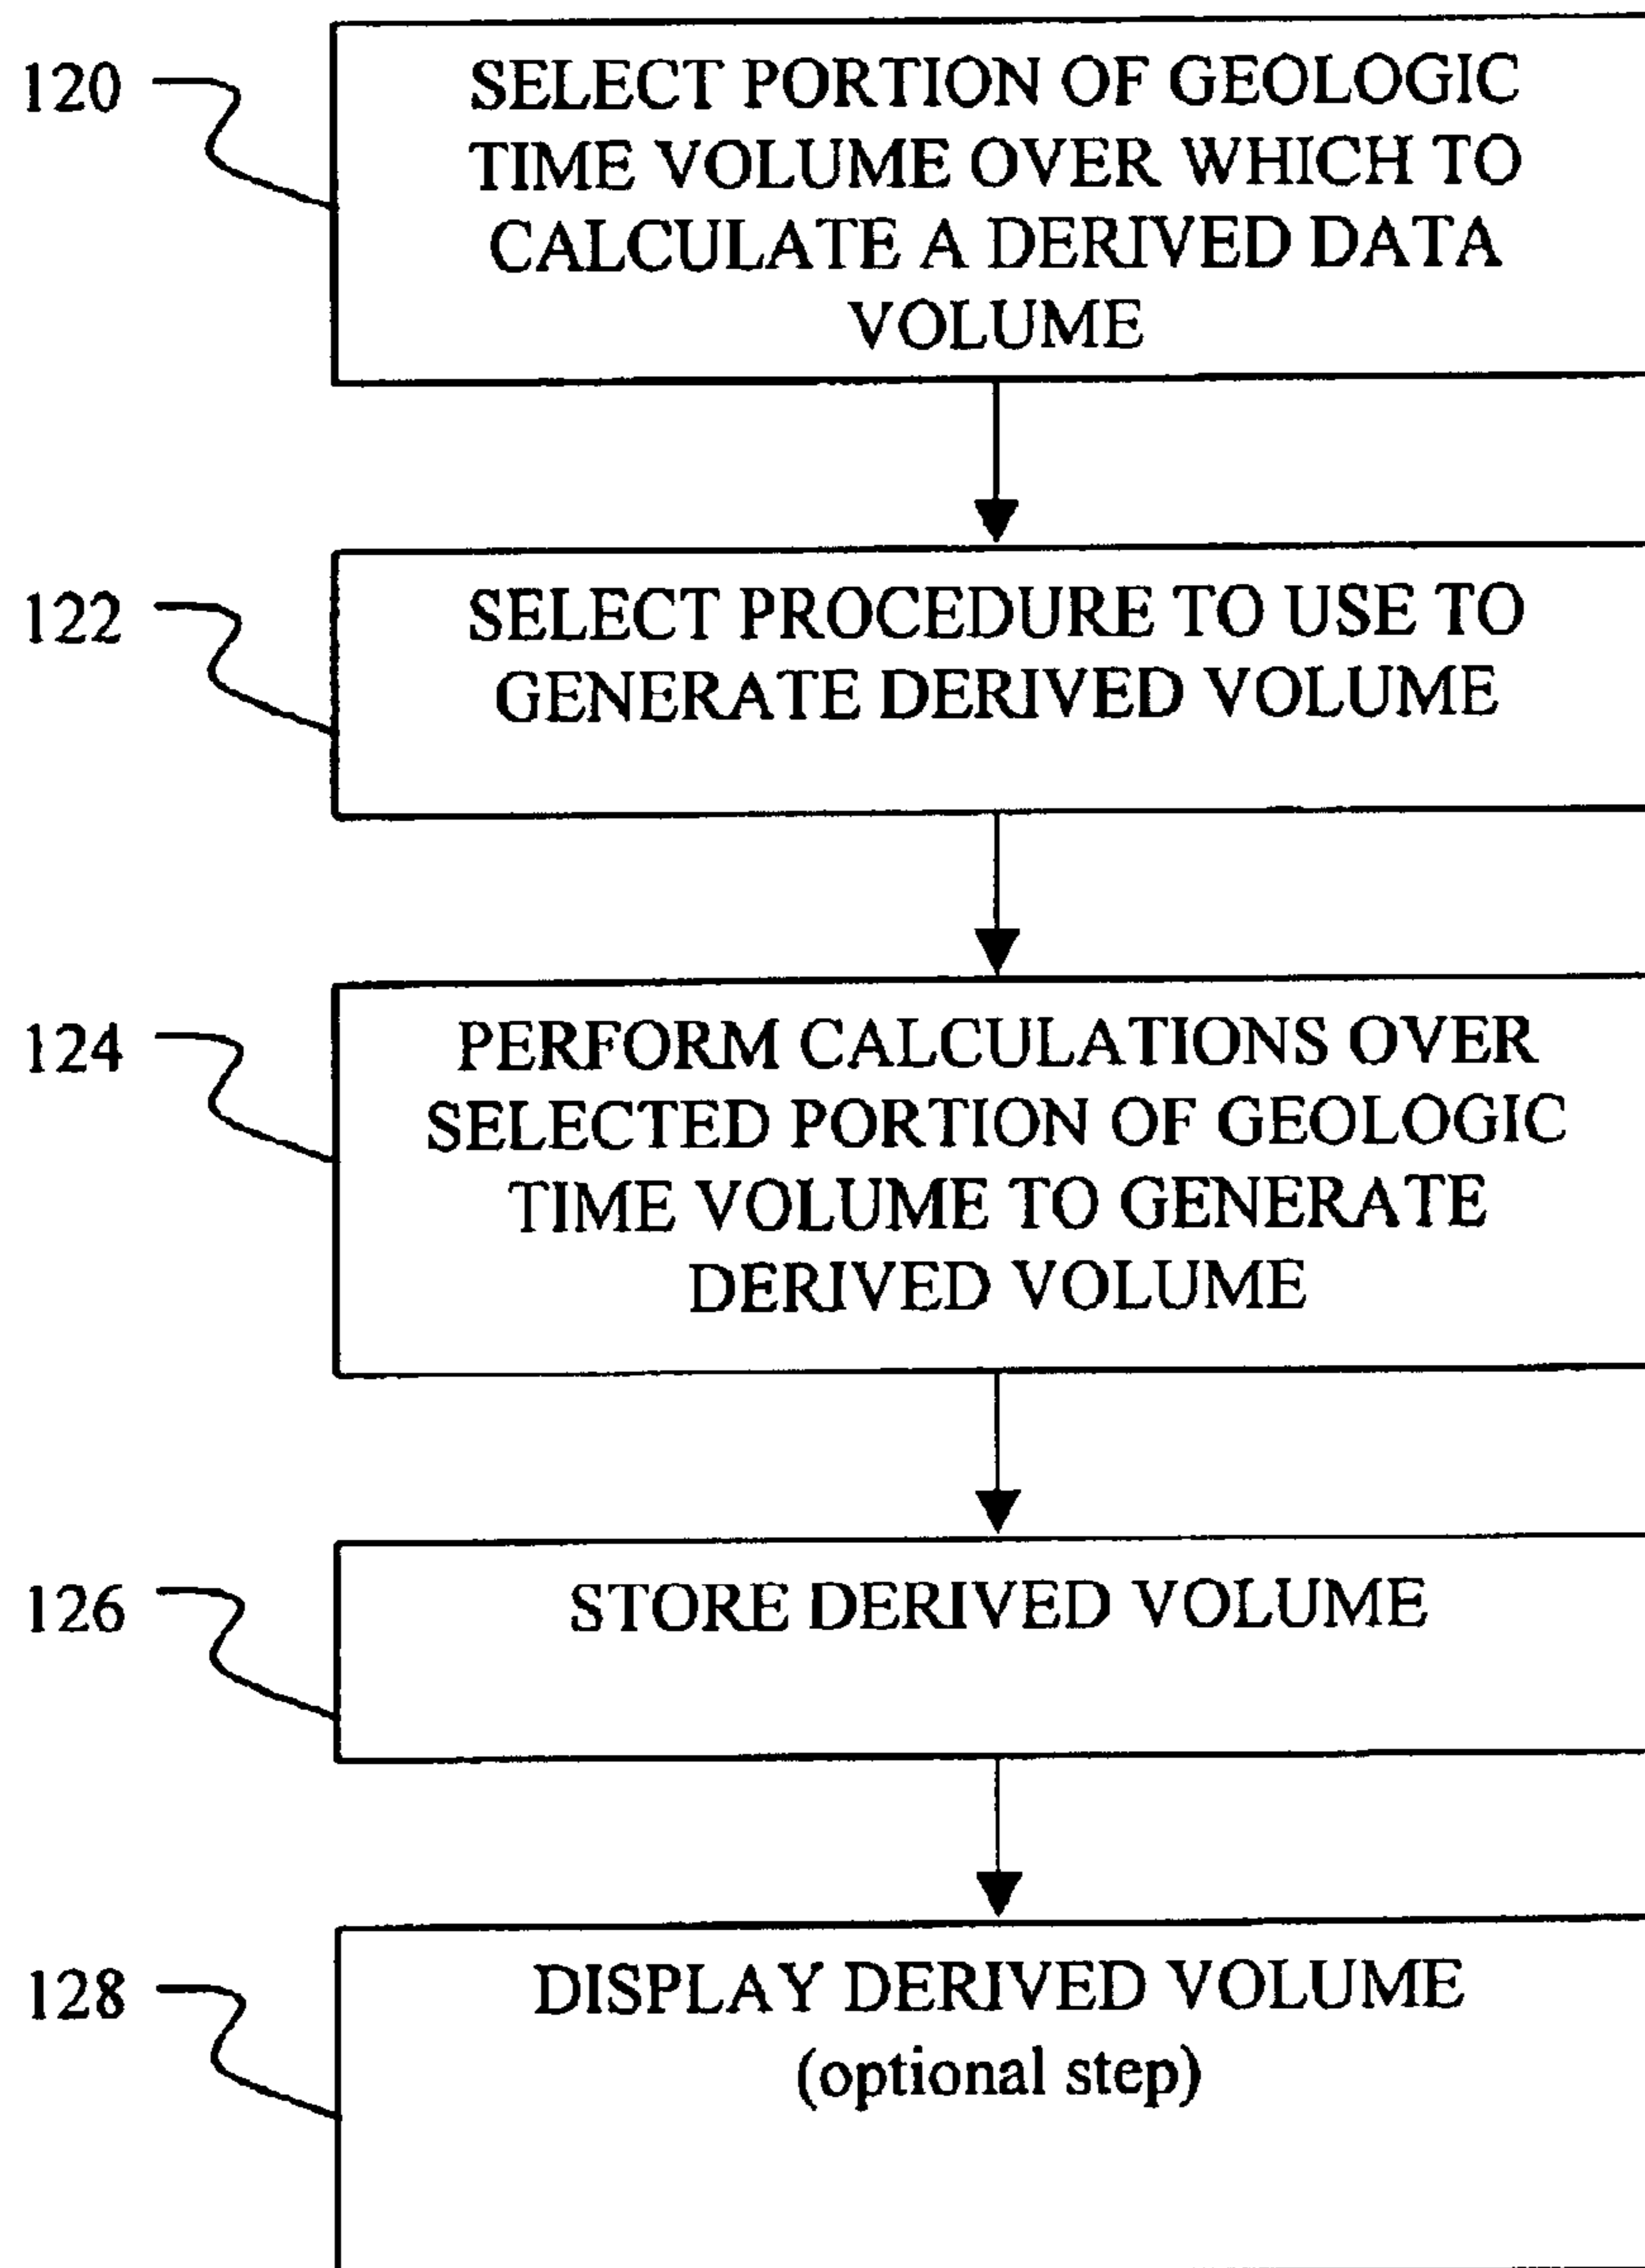 120
SELECT PORTION OF GEOLOGIC
TIME VOLUME OVER WHICH TO
CALCULATE A DERIVED DATA
VOLUME
122
SELECT PROCEDURE TO USE TO
GENERATE DERIVED VOLUME
124
PERFORM CALCULATIONS OVER
SELECTED PORTION OF GEOLOGIC
TIME VOLUME TO GENERATE
DERIVED VOLUME
126
STORE DERIVED VOLUME
128
DISPLAY DERIVED VOLUME
(optional step)